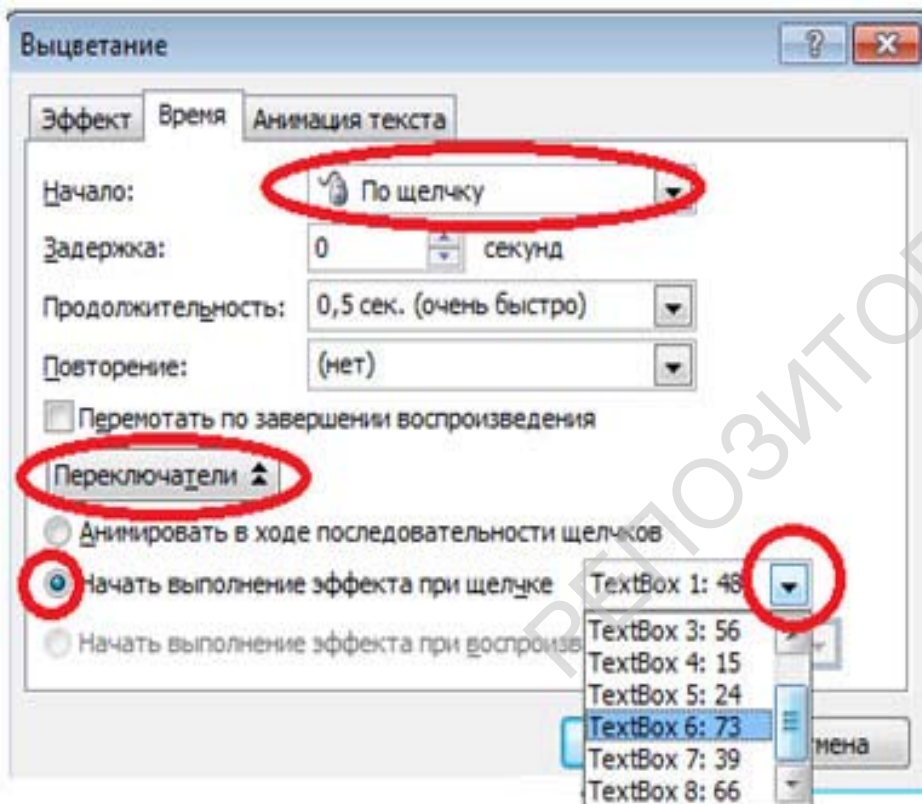 Выцветание
Эффект Время Анимация текста
Начало: По щелчку
Задержка: 0 секунд
Продолжительность: 0,5 сек. (очень быстро)
Повторение: (нет)
Перемотать по завершении воспроизведения
Переключатели
Анимировать в ходе последовательности щелчков
Начать выполнение эффекта при щелчке TextBox 1: 48
Начать выполнение эффекта при
TextBox 3: 56
TextBox 4: 15
TextBox 5: 24
TextBox 6: 73
TextBox 7: 39
TextBox 8: 66